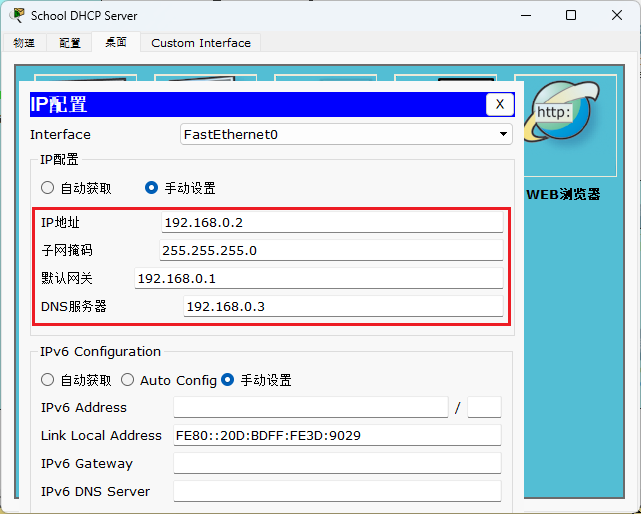 School DHCP Server
物理 配置 桌面 Custom Interface
http:
WEB浏览器
IP配置 X
Interface FastEthernet0
IP配置
自动获取 手动设置
IP地址 192.168.0.2
子网掩码 255.255.255.0
默认网关 192.168.0.1
DNS服务器 192.168.0.3
IPv6 Configuration
自动获取 Auto Config 手动设置
IPv6 Address /
Link Local Address FE80::20D:BDFF:FE3D:9029
IPv6 Gateway
IPv6 DNS Server